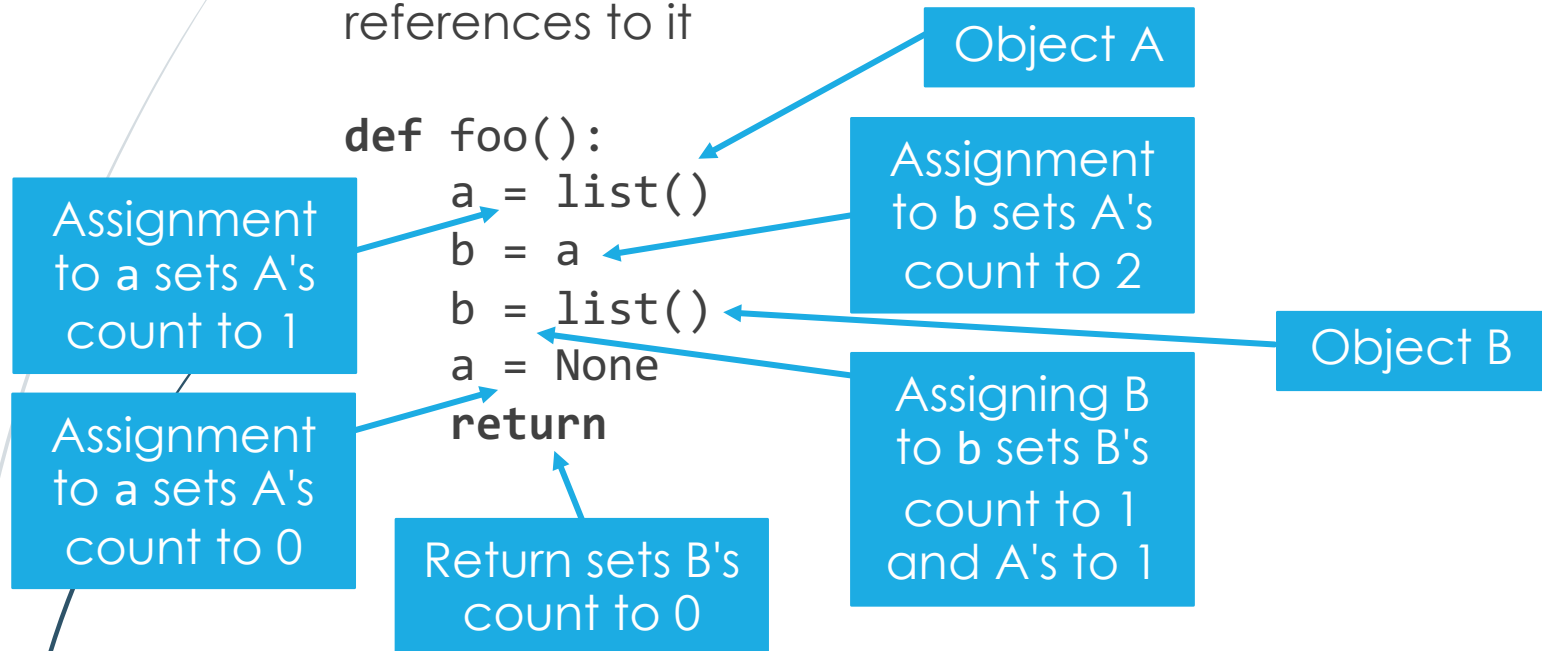 references to it
Object A
def foo():
a = list()
b = a
b = list()
a = None
return
Assignment
to a sets A's
count to 1
Assignment
to b sets A's
count to 2
Object B
Assignment
to a sets A's
count to 0
Assigning B
to b sets B's
count to 1
and A's to 1
Return sets B's
count to 0